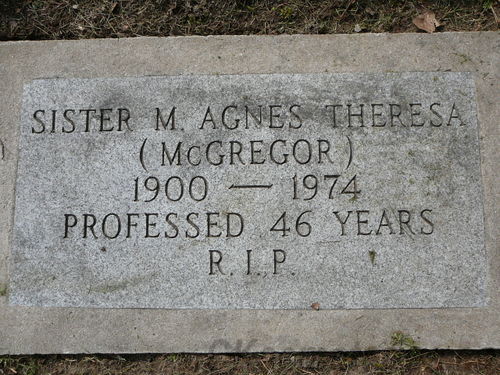 SISTER M. AGNES THERESA
(McGREGOR)
1900 — 1974
PROFESSED 46 YEARS
R.I.P.